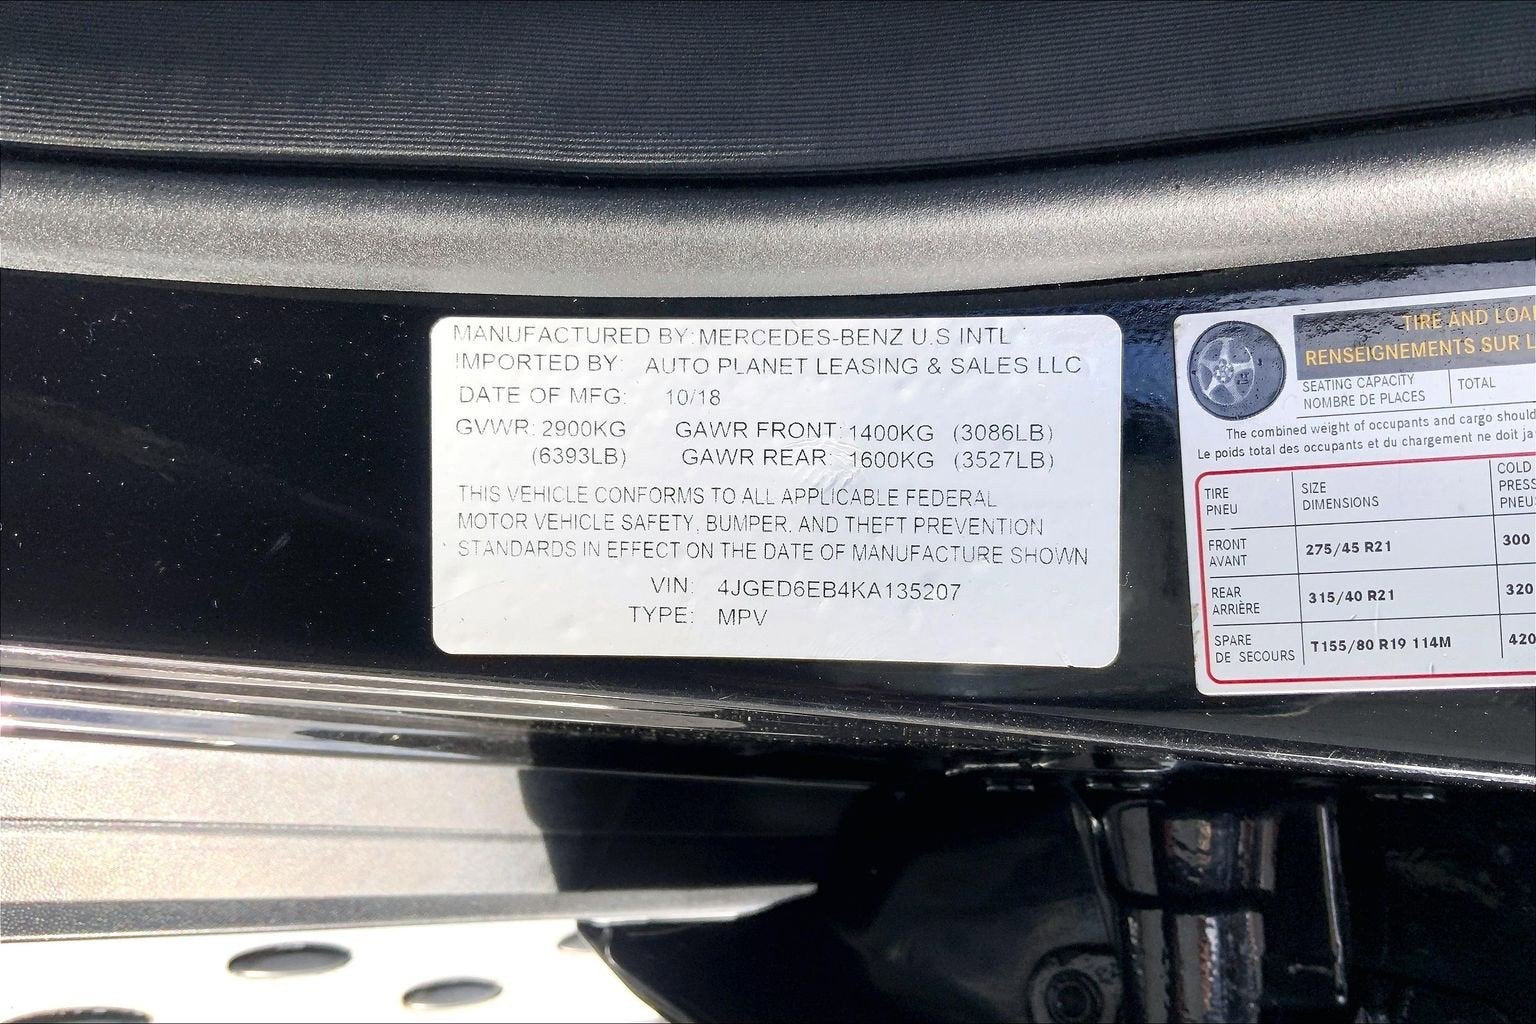 MANUFACTURED BY: MERCEDES-BENZ U.S INTL
IMPORTED BY: AUTO PLANET LEASING & SALES LLC
DATE OF MFG: 10/18
GVWR: 2900KG GAWR FRONT: 1400KG (3086LB)
(6393LB) GAWR REAR: 1600KG (3527LB)
THIS VEHICLE CONFORMS TO ALL APPLICABLE FEDERAL
MOTOR VEHICLE SAFETY, BUMPER, AND THEFT PREVENTION
STANDARDS IN EFFECT ON THE DATE OF MANUFACTURE SHOWN
VIN: 4JGED6EB4KA135207
TYPE: MPV
TIRE AND LOA
RENSEIGNEMENTS SUR L
SEATING CAPACITY
NOMBRE DE PLACES
TOTAL
The combined weight of occupants and cargo should
Le poids total des occupants et du chargement ne doit ja
TIRE
PNEU
SIZE
DIMENSIONS
COLD
PRESS
PNEU
FRONT
AVANT
275/45 R21
300
REAR
ARRIÈRE
315/40 R21
320
SPARE
DE SECOURS
T155/80 R19 114M
420